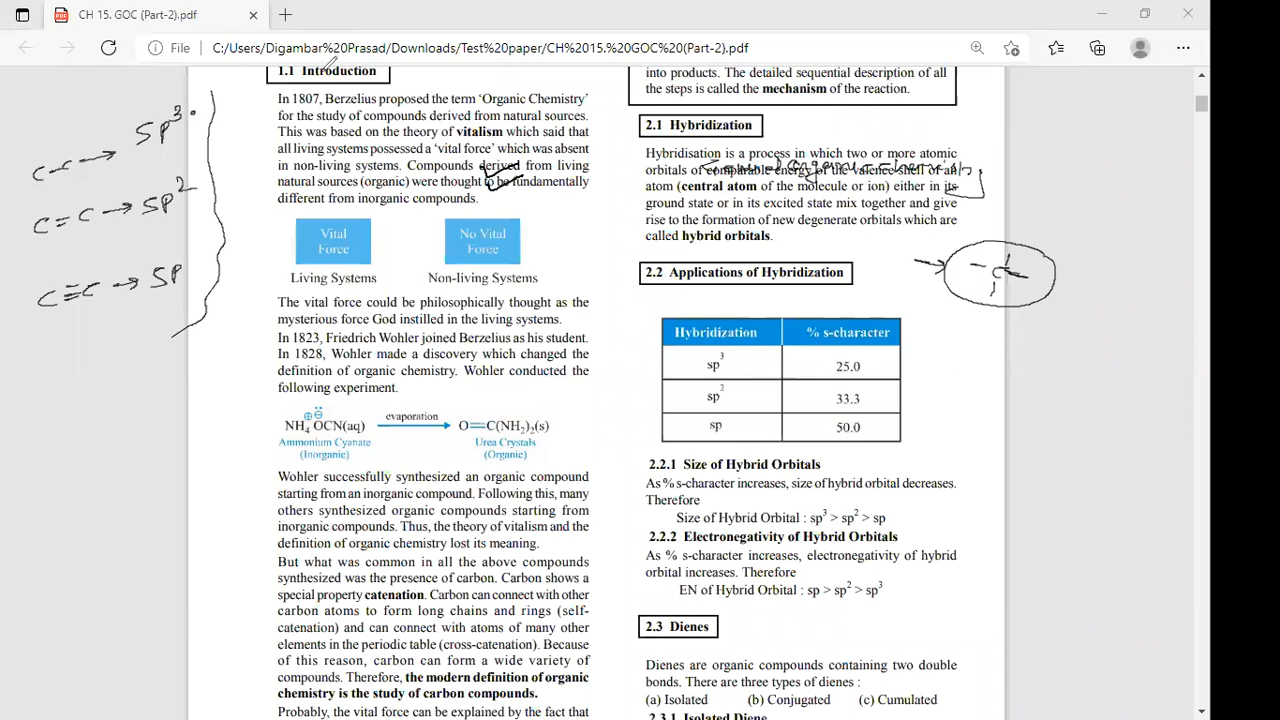 CH 15. GOC (Part-2).pdf
File C:/Users/Digambar%20Prasad/Downloads/Test%20paper/CH%2015.%20GOC%20(Part-2).pdf
C-C → SP3
C=C → SP2
C≡C → SP
1.1 Introduction
In 1807, Berzelius proposed the term ‘Organic Chemistry’
for the study of compounds derived from natural sources.
This was based on the theory of vitalism which said that
all living systems possessed a ‘vital force’ which was absent
in non-living systems. Compounds derived from living
natural sources (organic) were thought to be fundamentally
different from inorganic compounds.
Vital
Force
No Vital
Force
Living Systems
Non-living Systems
The vital force could be philosophically thought as the
mysterious force God instilled in the living systems.
In 1823, Friedrich Wohler joined Berzelius as his student.
In 1828, Wohler made a discovery which changed the
definition of organic chemistry. Wohler conducted the
following experiment.
NH4⊕ ⊖OCN(aq) evaporation → O=C(NH2)2(s)
Ammonium Cyanate
(Inorganic)
Urea Crystals
(Organic)
Wohler successfully synthesized an organic compound
starting from an inorganic compound. Following this, many
others synthesized organic compounds starting from
inorganic compounds. Thus, the theory of vitalism and the
definition of organic chemistry lost its meaning.
But what was common in all the above compounds
synthesized was the presence of carbon. Carbon shows a
special property catenation. Carbon can connect with other
carbon atoms to form long chains and rings (self-
catenation) and can connect with atoms of many other
elements in the periodic table (cross-catenation). Because
of this reason, carbon can form a wide variety of
compounds. Therefore, the modern definition of organic
chemistry is the study of carbon compounds.
Probably, the vital force can be explained by the fact that
into products. The detailed sequential description of all
the steps is called the mechanism of the reaction.
2.1 Hybridization
Hybridisation is a process in which two or more atomic
orbitals of comparable energy of the valence shell of an
atom (central atom of the molecule or ion) either in its
ground state or in its excited state mix together and give
rise to the formation of new degenerate orbitals which are
called hybrid orbitals.
→ C
2.2 Applications of Hybridization
Hybridization % s-character
sp3 25.0
sp2 33.3
sp 50.0
2.2.1 Size of Hybrid Orbitals
As % s-character increases, size of hybrid orbital decreases.
Therefore
Size of Hybrid Orbital : sp3 > sp2 > sp
2.2.2 Electronegativity of Hybrid Orbitals
As % s-character increases, electronegativity of hybrid
orbital increases. Therefore
EN of Hybrid Orbital : sp > sp2 > sp3
2.3 Dienes
Dienes are organic compounds containing two double
bonds. There are three types of dienes :
(a) Isolated (b) Conjugated (c) Cumulated
2.3.1 Isolated Diene